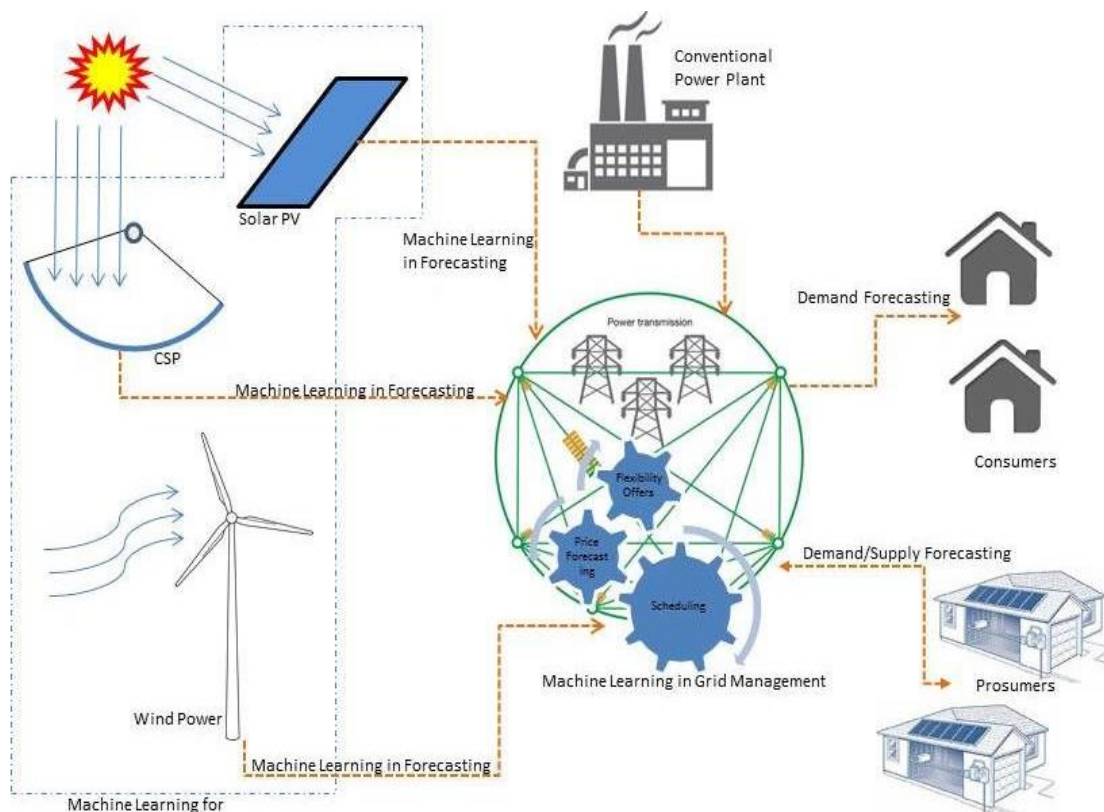 Conventional
Power Plant
Solar PV
Machine Learning
in Forecasting
Demand Forecasting
Power transmission
CSP
Machine Learning in Forecasting
Consumers
Flexibility
Offers
Price
Forecast
ing
Demand/Supply Forecasting
Scheduling
Machine Learning in Grid Management
Prosumers
Wind Power
Machine Learning in Forecasting
Machine Learning for